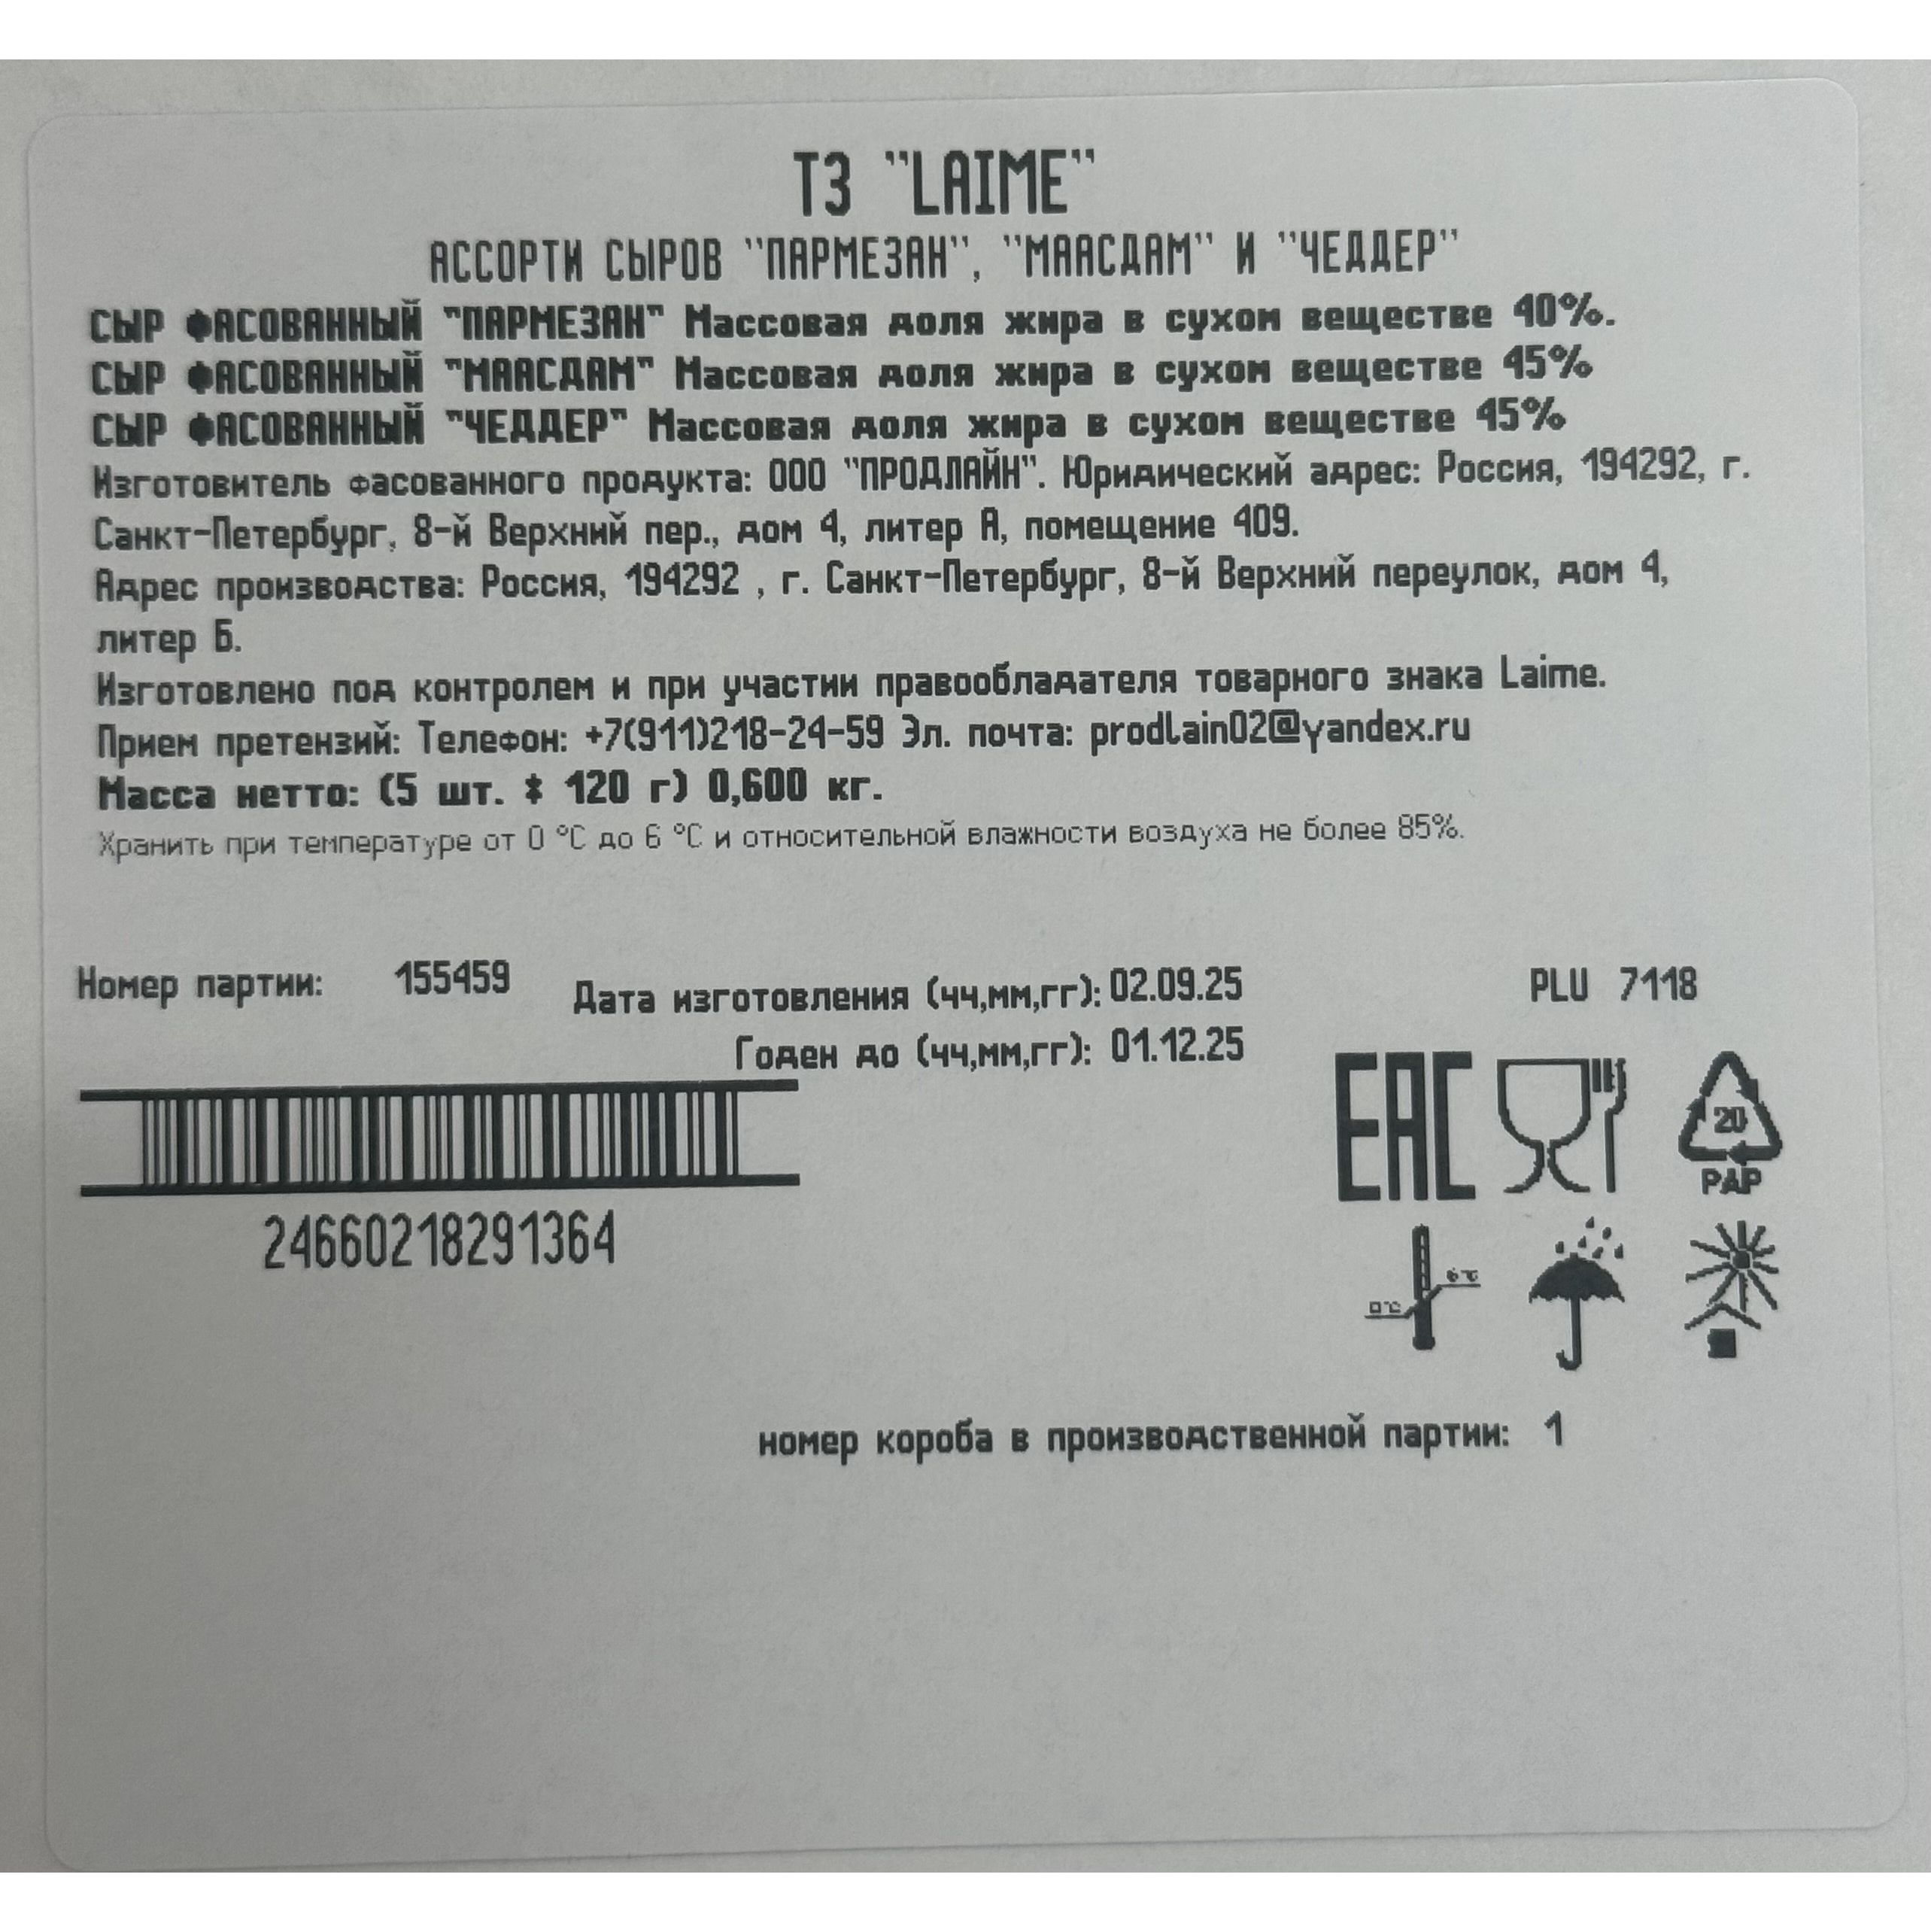 ТЗ "LAIME"
АССОРТИ СЫРОВ "ПАРМЕЗАН", "МААСДАМ" И "ЧЕДДЕР"
СЫР ФАСОВАННЫЙ "ПАРМЕЗАН" Массовая доля жира в сухом веществе 40%.
СЫР ФАСОВАННЫЙ "МААСДАМ" Массовая доля жира в сухом веществе 45%
СЫР ФАСОВАННЫЙ "ЧЕДДЕР" Массовая доля жира в сухом веществе 45%
Изготовитель фасованного продукта: ООО "ПРОДЛАЙН". Юридический адрес: Россия, 194292, г.
Санкт-Петербург, 8-й Верхний пер., дом 4, литер А, помещение 409.
Адрес производства: Россия, 194292 , г. Санкт-Петербург, 8-й Верхний переулок, дом 4,
литер Б.
Изготовлено под контролем и при участии правообладателя товарного знака Laime.
Прием претензий: Телефон: +7(911)218-24-59 Эл. почта: prodlain02@yandex.ru
Масса нетто: (5 шт. * 120 г) 0,600 кг.
Хранить при температуре от 0 °С до 6 °С и относительной влажности воздуха не более 85%.
Номер партии: 155459 Дата изготовления (чч,мм,гг): 02.09.25 PLU 7118
Годен до (чч,мм,гг): 01.12.25
EAC
20
PAP
24660218291364
6°C
0°C
номер короба в производственной партии: 1